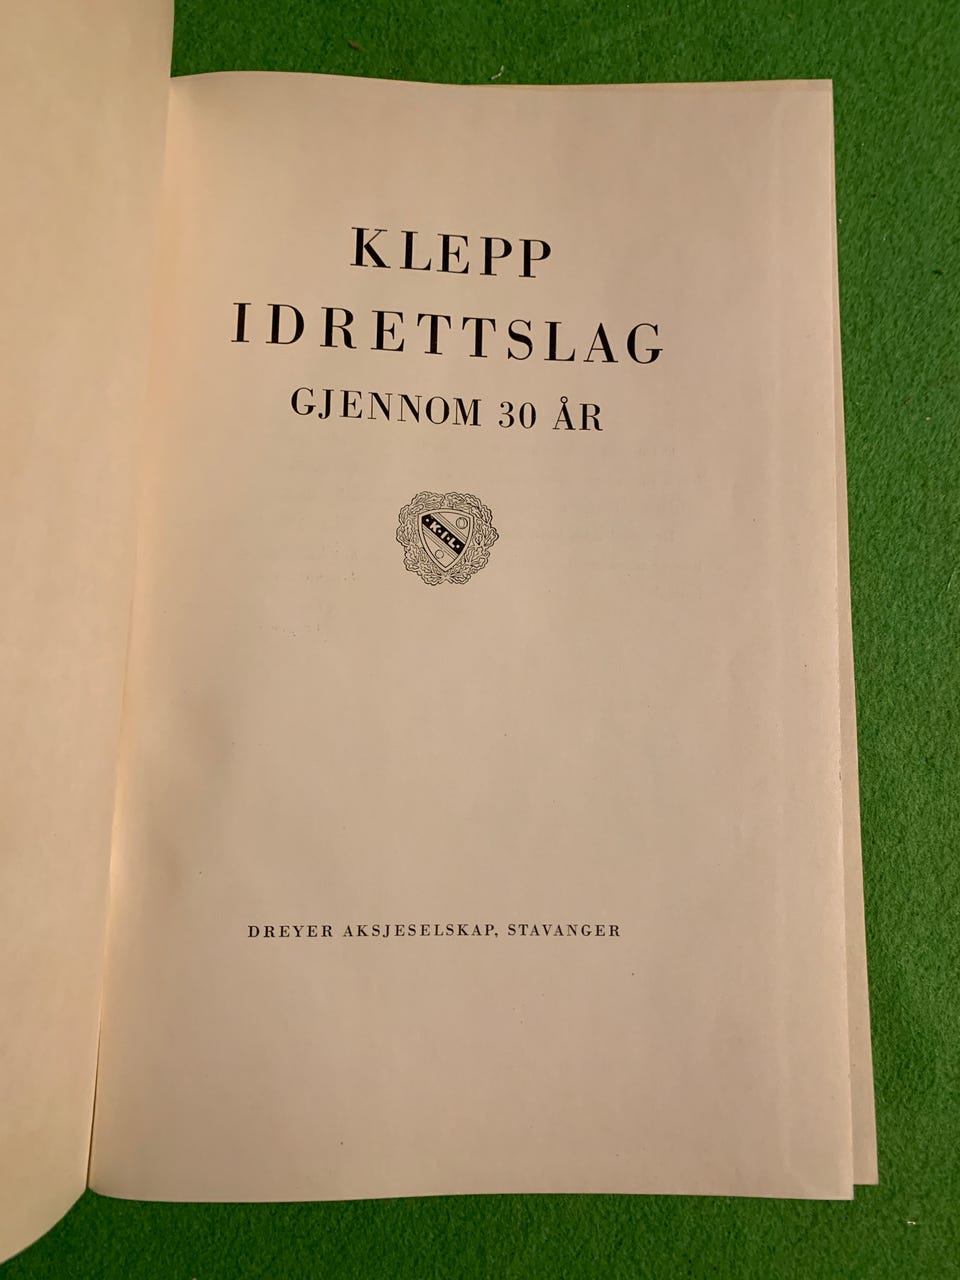 KLEPP
IDRETTSLAG
GJENNOM 30 ÅR
·K·I·L·
DREYER AKSJESELSKAP, STAVANGER